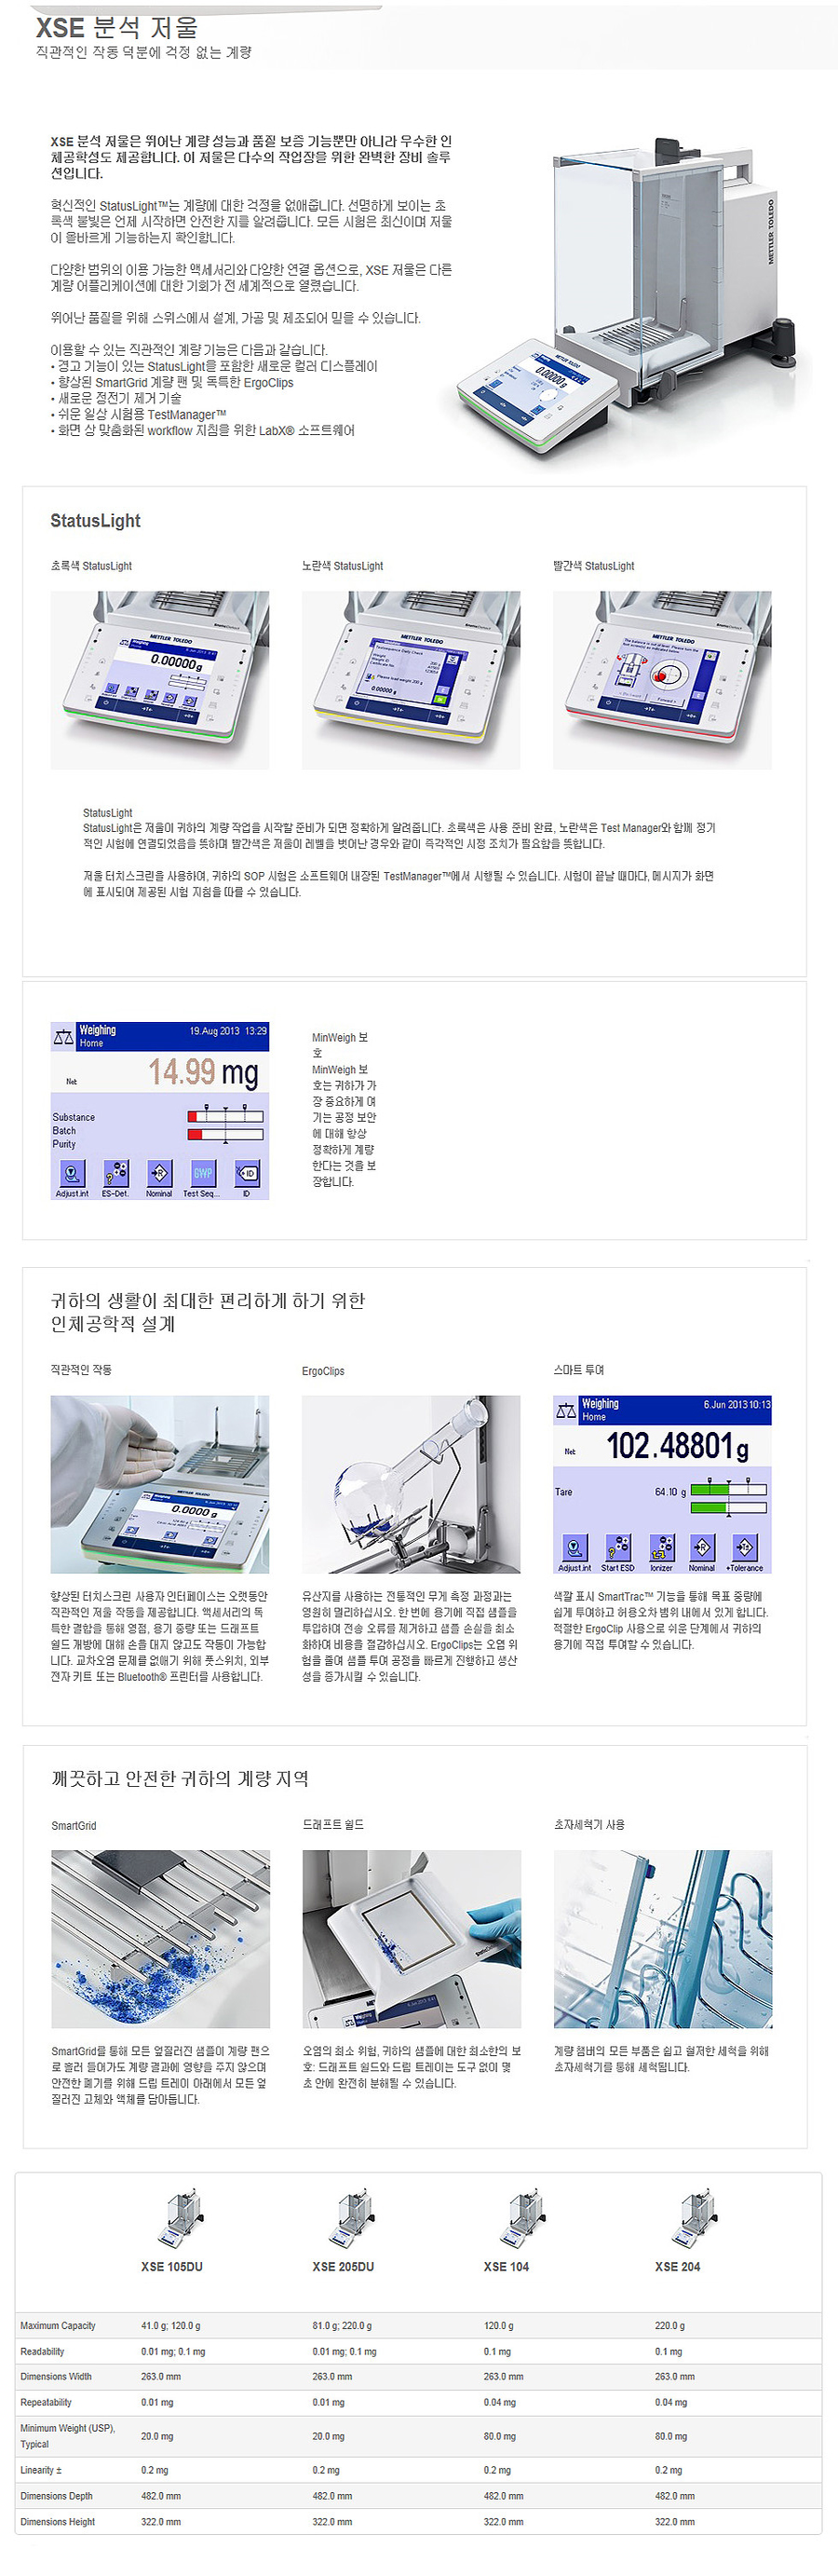 XSE 분석 저울
직관적인 작동 덕분에 걱정 없는 계량
XSE 분석 저울은 뛰어난 계량 성능과 품질 보증 기능뿐만 아니라 우수한 인
체공학성도 제공합니다. 이 저울은 다수의 작업장을 위한 완벽한 장비 솔루
션입니다.
혁신적인 StatusLight™는 계량에 대한 걱정을 없애줍니다. 선명하게 보이는 초
록색 불빛은 언제 시작하면 안전한 지를 알려줍니다. 모든 시험은 최신이며 저울
이 올바르게 기능하는지 확인합니다.
다양한 범위의 이용 가능한 액세서리와 다양한 연결 옵션으로, XSE 저울은 다른
계량 어플리케이션에 대한 기회가 전 세계적으로 열렸습니다.
뛰어난 품질을 위해 스위스에서 설계, 가공 및 제조되어 믿을 수 있습니다.
이용할 수 있는 직관적인 계량 기능은 다음과 같습니다.
• 경고 기능이 있는 StatusLight을 포함한 새로운 컬러 디스플레이
• 향상된 SmartGrid 계량 팬 및 독특한 ErgoClips
• 새로운 정전기 제거 기술
• 쉬운 일상 시험용 TestManager™
• 화면 상 맞춤화된 workflow 지침을 위한 LabX® 소프트웨어
METTLER TOLEDO
METTLER TOLEDO
0.00000g
StatusLight
초록색 StatusLight
노란색 StatusLight
빨간색 StatusLight
METTLER TOLEDO
0.00000g
METTLER TOLEDO
0.00000 g
METTLER TOLEDO
StatusLight
StatusLight은 저울이 귀하의 계량 작업을 시작할 준비가 되면 정확하게 알려줍니다. 초록색은 사용 준비 완료, 노란색은 Test Manager와 함께 정기
적인 시험에 연결되었음을 뜻하며 빨간색은 저울이 레벨을 벗어난 경우와 같이 즉각적인 시정 조치가 필요함을 뜻합니다.
저울 터치스크린을 사용하여, 귀하의 SOP 시험은 소프트웨어 내장된 TestManager™에서 시행될 수 있습니다. 시험이 끝날 때마다, 메시지가 화면
에 표시되어 제공된 시험 지침을 따를 수 있습니다.
Weighing
Home
19.Aug 2013 13:29
Net
14.99 mg
Substance
Batch
Purity
Adjust.int ES-Det. Nominal Test Seq... ID
GWP
MinWeigh 보
호
MinWeigh 보
호는 귀하가 가
장 중요하게 여
기는 공정 보안
에 대해 항상
정확하게 계량
한다는 것을 보
장합니다.
귀하의 생활이 최대한 편리하게 하기 위한
인체공학적 설계
직관적인 작동
ErgoClips
스마트 투여
0.0000g
Weighing
Home
6.Jun 2013 10:13
Net
102.48801g
Tare
64.10 g
Adjust.int Start ESD Ionizer Nominal +Tolerance
향상된 터치스크린 사용자 인터페이스는 오랫동안
직관적인 저울 작동을 제공합니다. 액세서리의 독
특한 결합을 통해 영점, 용기 중량 또는 드래프트
쉴드 개방에 대해 손을 대지 않고도 작동이 가능합
니다. 교차오염 문제를 없애기 위해 풋스위치, 외부
전자 키트 또는 Bluetooth® 프린터를 사용합니다.
유산지를 사용하는 전통적인 무게 측정 과정과는
영원히 멀리하십시오. 한 번에 용기에 직접 샘플을
투입하여 전송 오류를 제거하고 샘플 손실을 최소
화하여 비용을 절감하십시오. ErgoClips는 오염 위
험을 줄여 샘플 투여 공정을 빠르게 진행하고 생산
성을 증가시킬 수 있습니다.
색깔 표시 SmartTrac™ 기능을 통해 목표 중량에
쉽게 투여하고 허용오차 범위 내에서 있게 합니다.
적절한 ErgoClip 사용으로 쉬운 단계에서 귀하의
용기에 직접 투여할 수 있습니다.
깨끗하고 안전한 귀하의 계량 지역
SmartGrid
드래프트 쉴드
초자세척기 사용
SmartGrid를 통해 모든 엎질러진 샘플이 계량 팬으
로 흘러 들어가도 계량 결과에 영향을 주지 않으며
안전한 폐기를 위해 드립 트레이 아래에서 모든 엎
질러진 고체와 액체를 담아둡니다.
오염의 최소 위험, 귀하의 샘플에 대한 최소한의 보
호: 드래프트 쉴드와 드립 트레이는 도구 없이 몇
초 안에 완전히 분해될 수 있습니다.
계량 챔버의 모든 부품은 쉽고 철저한 세척을 위해
초자세척기를 통해 세척됩니다.
XSE 105DU XSE 205DU XSE 104 XSE 204
Maximum Capacity 41.0 g; 120.0 g 81.0 g; 220.0 g 120.0 g 220.0 g
Readability 0.01 mg; 0.1 mg 0.01 mg; 0.1 mg 0.1 mg 0.1 mg
Dimensions Width 263.0 mm 263.0 mm 263.0 mm 263.0 mm
Repeatability 0.01 mg 0.01 mg 0.04 mg 0.04 mg
Minimum Weight (USP),
Typical 20.0 mg 20.0 mg 80.0 mg 80.0 mg
Linearity ± 0.2 mg 0.2 mg 0.2 mg 0.2 mg
Dimensions Depth 482.0 mm 482.0 mm 482.0 mm 482.0 mm
Dimensions Height 322.0 mm 322.0 mm 322.0 mm 322.0 mm